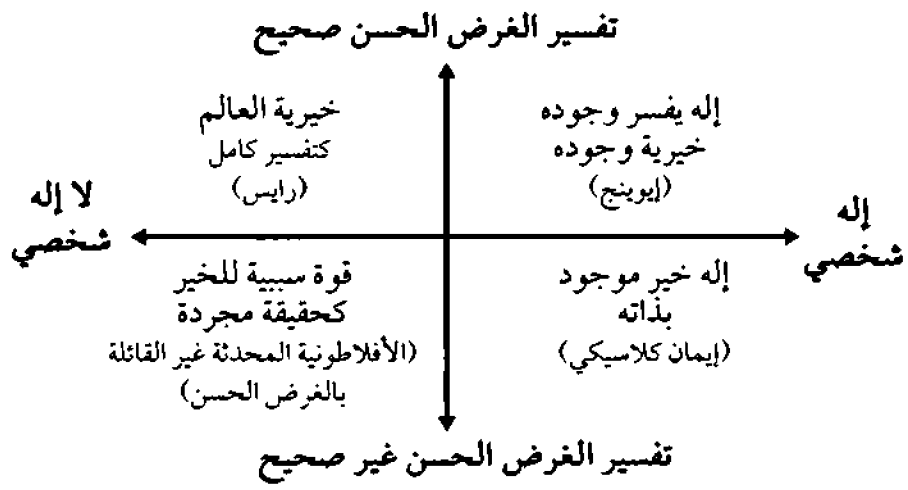 تفسير الغرض الحسن صحيح
إله يفسر وجوده
خيرية وجوده
(إيوينج)
خيرية العالم
كتفسير كامل
(رايس)
إله
شخصي
لا إله
شخصي
إله خير موجود
بذاته
(إيمان كلاسيكي)
قوة سببية للخير
كحقيقة مجردة
(الأفلاطونية المحدثة غير القائلة
بالغرض الحسن)
تفسير الغرض الحسن غير صحيح